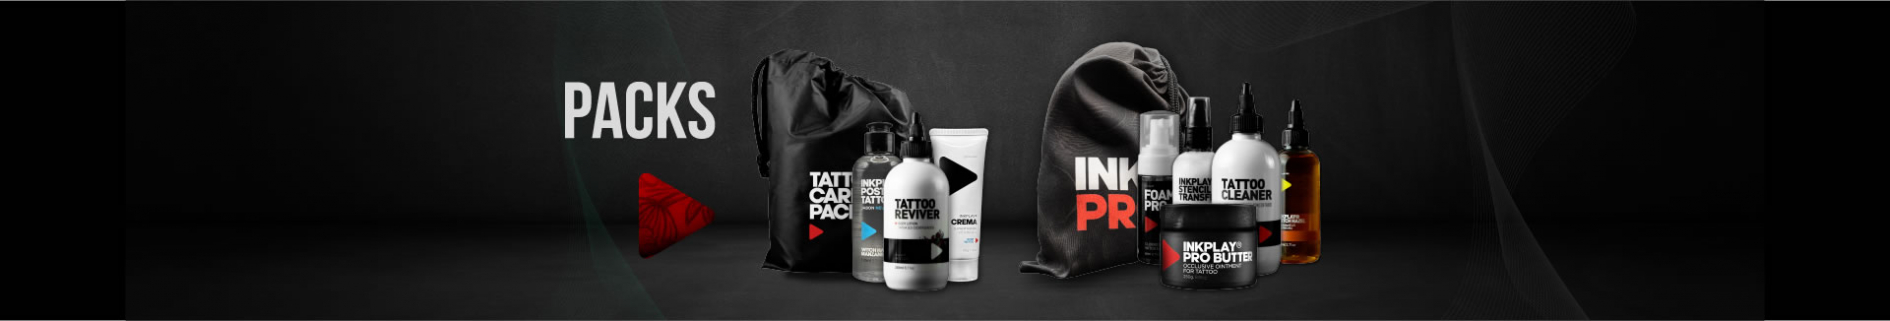 PACKS
TATT
CAR
PAC
INKP
POST
TATT
TATTOO
REVIVER
CREMA
INK
PR
FOAM
PRO
INKPLAY
STENCIL
TRANSF
TATTOO
CLEANER
INKPLAY®
PRO BUTTER
OCCLUSIVE OINTMENT
FOR TATTOO